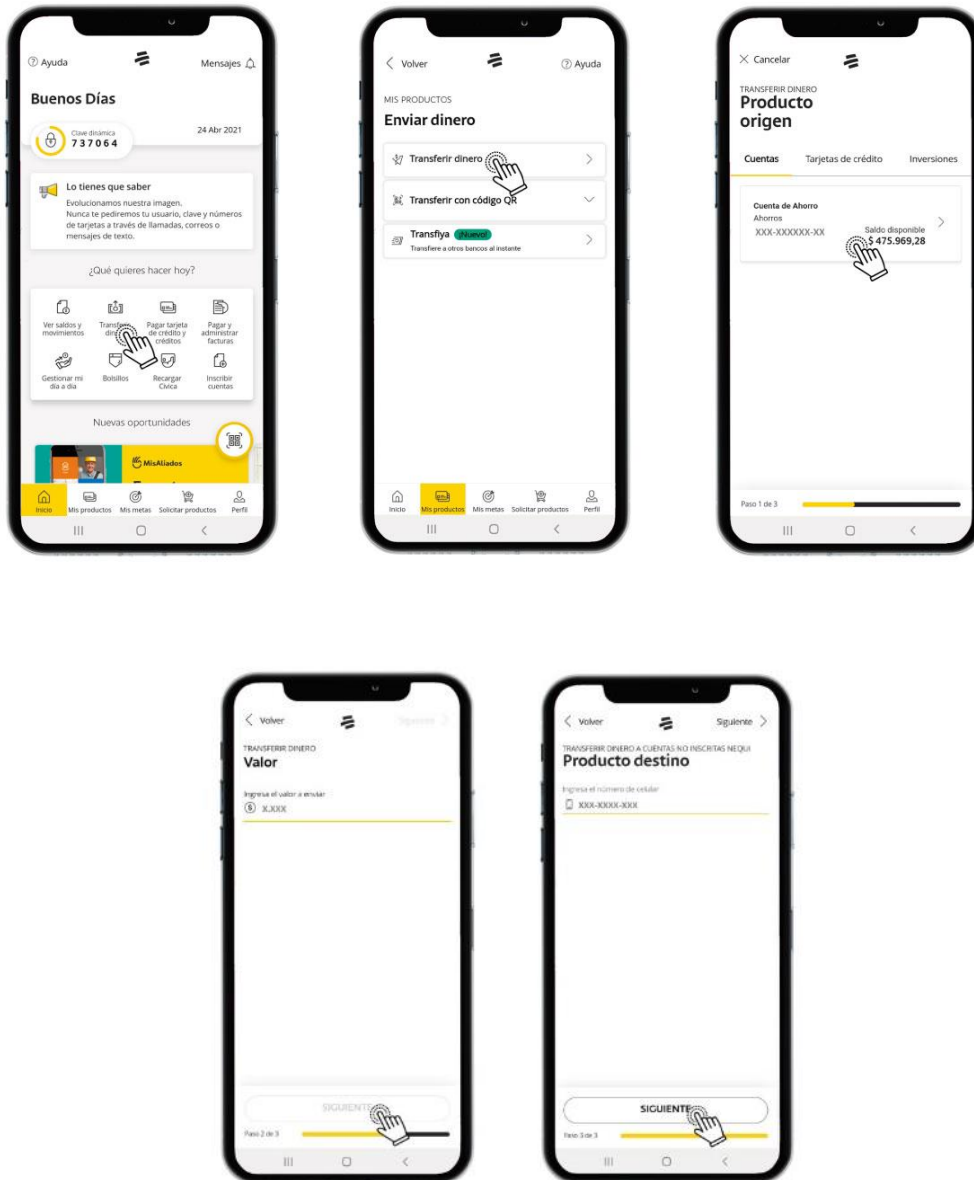 Ayuda
Mensajes
Buenos Días
Clave dinámica
737064
24 Abr 2021
Lo tienes que saber
Evolucionamos nuestra imagen.
Nunca te pediremos tu usuario, clave y números
de tarjetas a través de llamadas, correos o
mensajes de texto.
¿Qué quieres hacer hoy?
Ver saldos y
movimientos
Pagar tarjeta
de crédito y
créditos
Pagar y
administrar
facturas
Gestionar mi
día a día
Bolsillos
Recargar
Cívica
Inscribir
cuentas
Nuevas oportunidades
MisAliados
Inicio
Mis productos
Mis metas
Solicitar productos
Perfil
Volver
Ayuda
MIS PRODUCTOS
Enviar dinero
Transferir dinero
Transferir con código QR
Transfiya ¡Nuevo!
Transfiere a otros bancos al instante
Inicio
Mis productos
Mis metas
Solicitar productos
Perfil
Cancelar
TRANSFERIR DINERO
Producto
origen
Cuentas
Tarjetas de crédito
Inversiones
Cuenta de Ahorro
Ahorros
XXX-XXXXXX-XX
Saldo disponible
$ 475.969,28
Paso 1 de 3
Volver
Siguiente
TRANSFERIR DINERO
Valor
Ingresa el valor a enviar
X.XXX
SIGUIENTE
Paso 2 de 3
Volver
Siguiente
TRANSFERIR DINERO A CUENTAS NO INSCRITAS NEQUI
Producto destino
Ingresa el número de celular
XXX-XXXX-XXX
SIGUIENTE
Paso 3 de 3